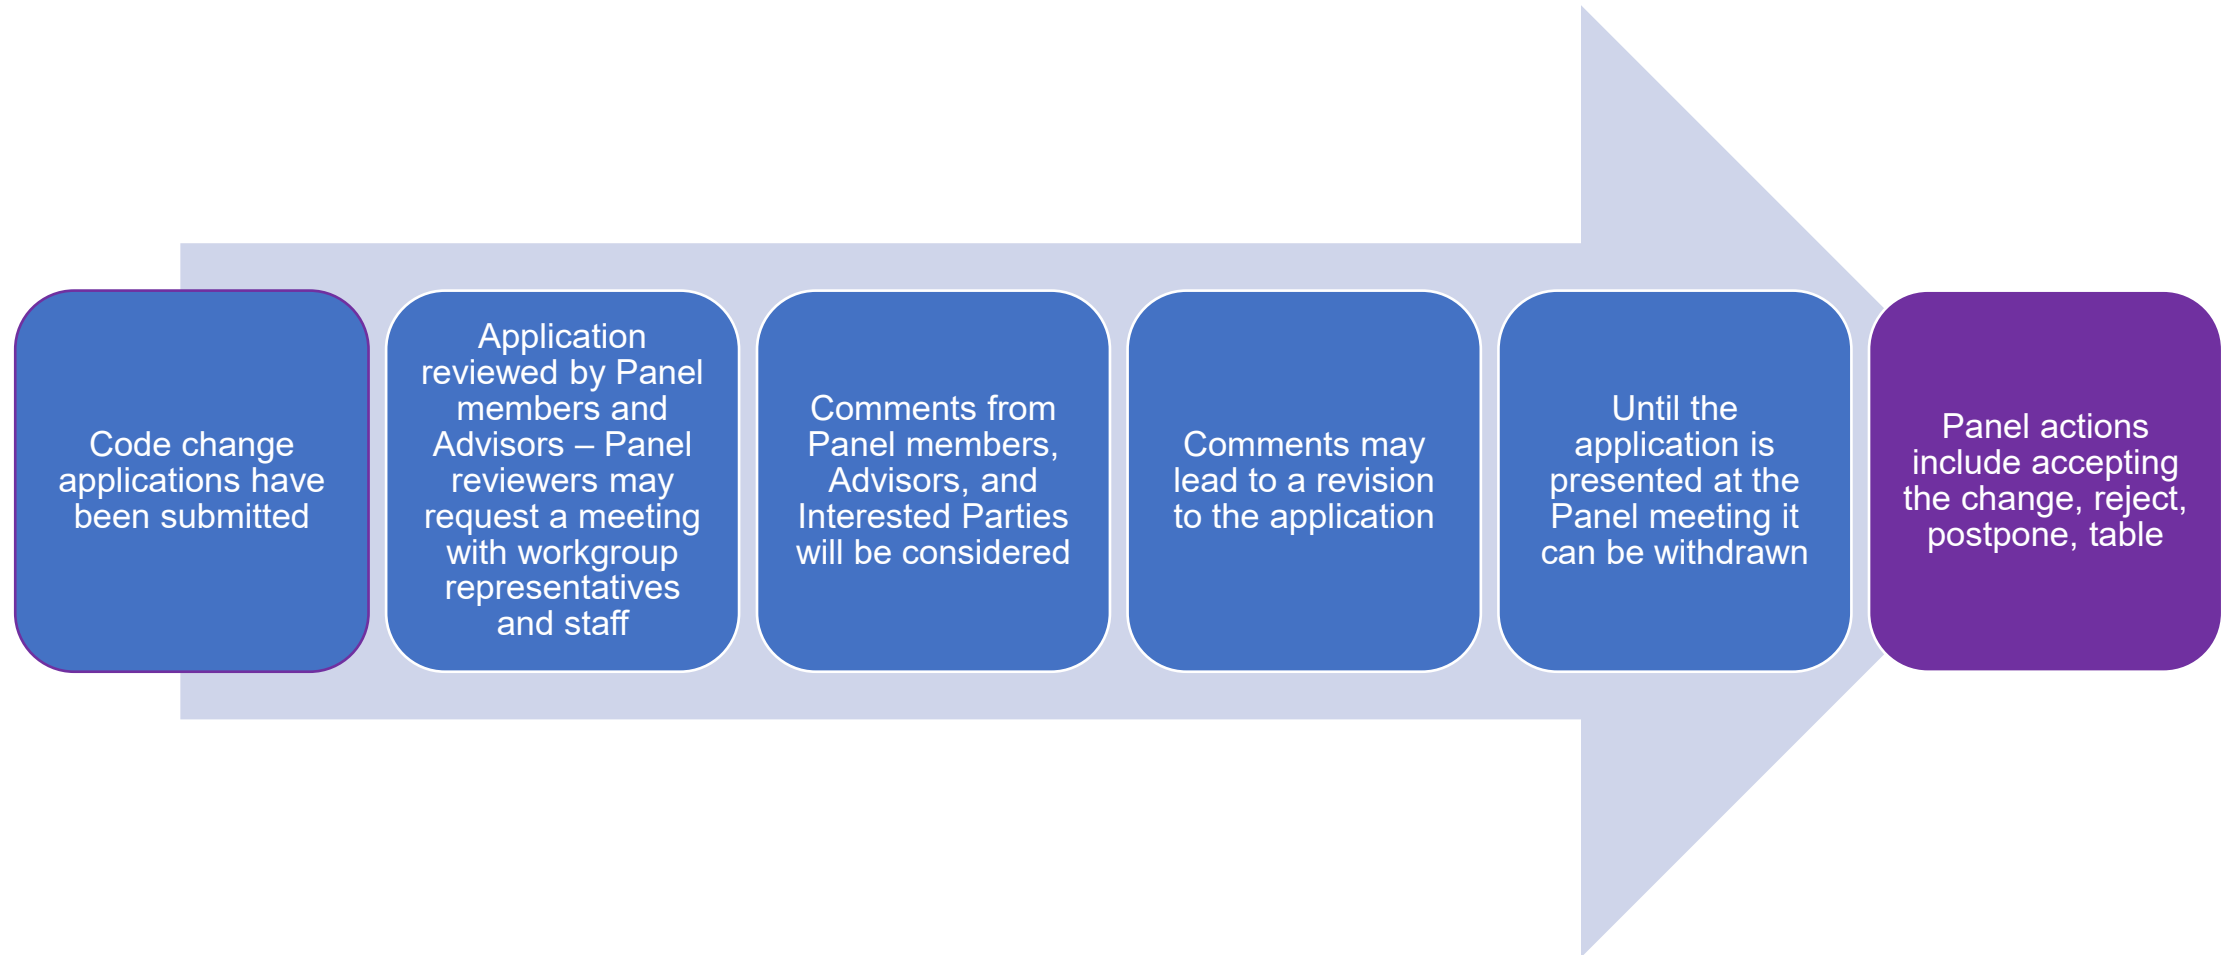 Code change
applications have
been submitted
Application
reviewed by Panel
members and
Advisors – Panel
reviewers may
request a meeting
with workgroup
representatives
and staff
Comments from
Panel members,
Advisors, and
Interested Parties
will be considered
Comments may
lead to a revision
to the application
Until the
application is
presented at the
Panel meeting it
can be withdrawn
Panel actions
include accepting
the change, reject,
postpone, table